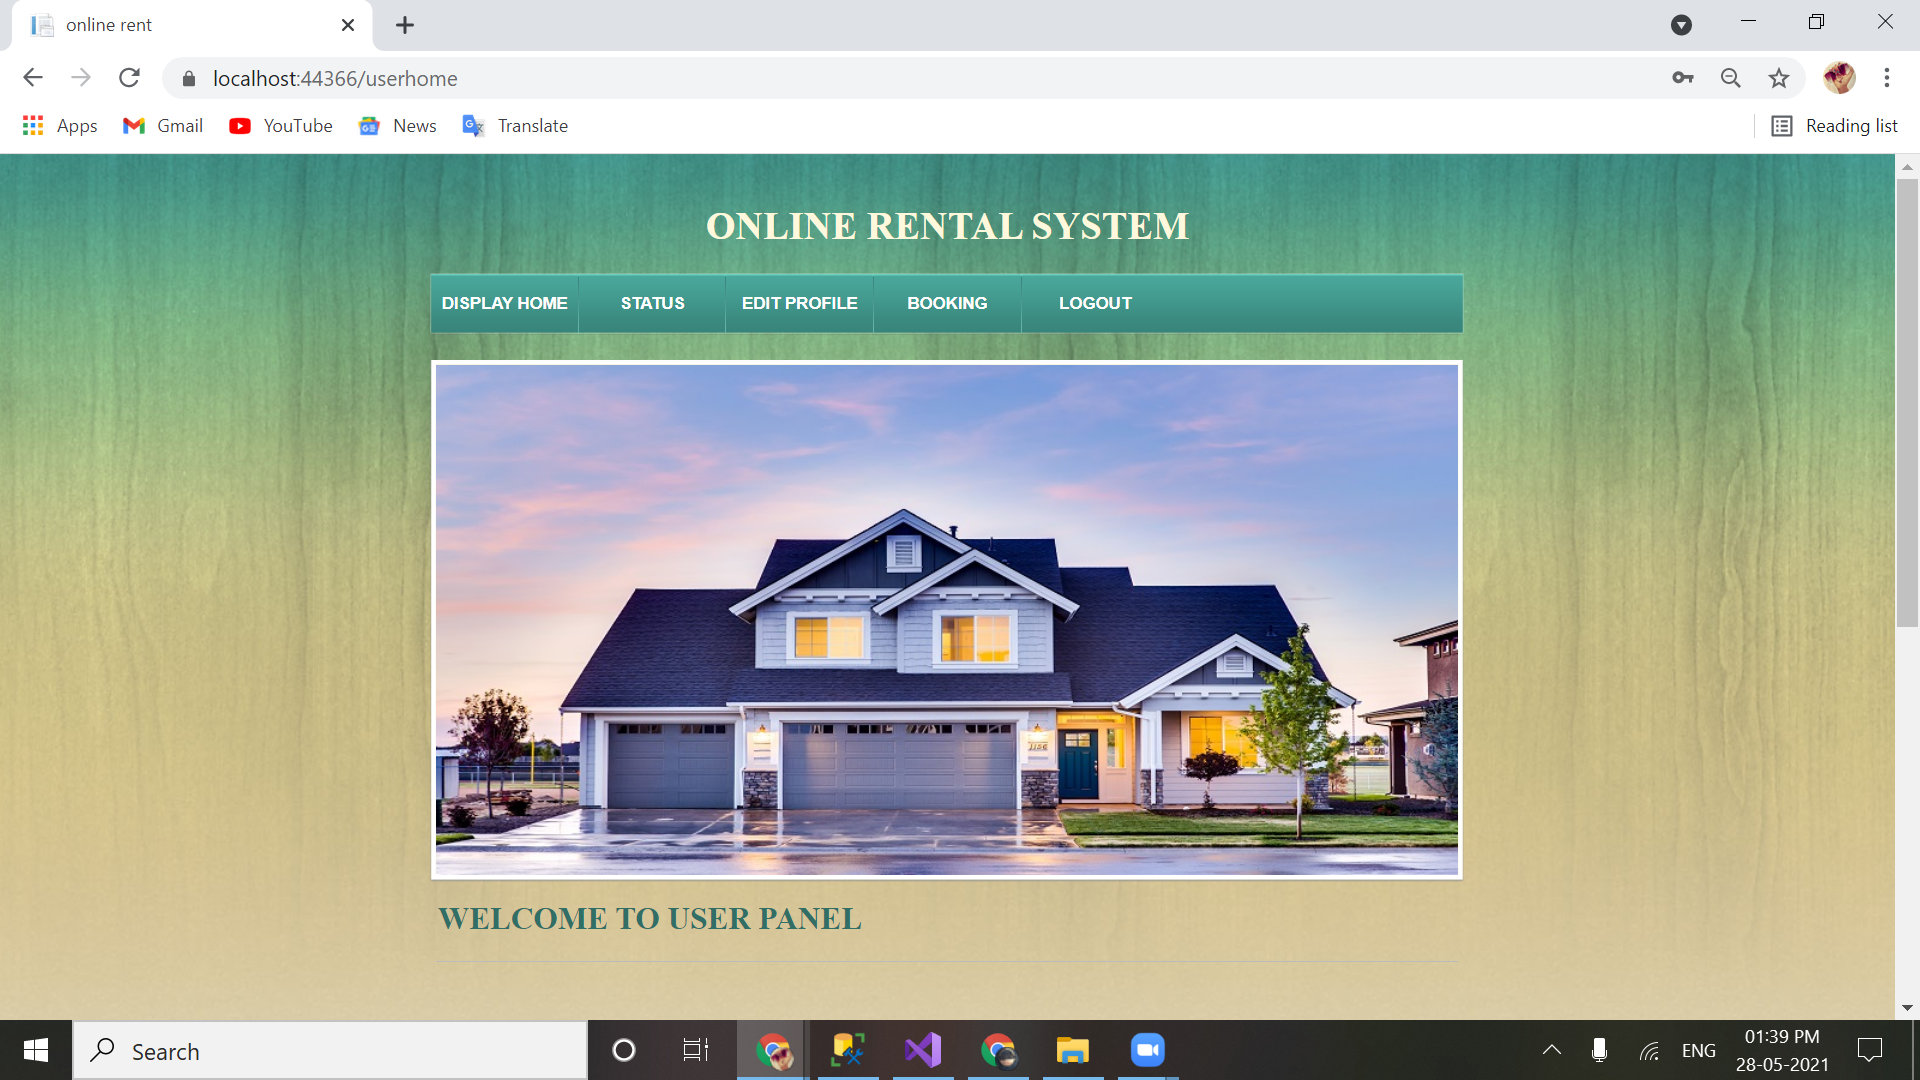 online rent
localhost:44366/userhome
Apps Gmail YouTube News Translate Reading list
ONLINE RENTAL SYSTEM
DISPLAY HOME STATUS EDIT PROFILE BOOKING LOGOUT
1156
WELCOME TO USER PANEL
Search
ENG
01:39 PM
28-05-2021